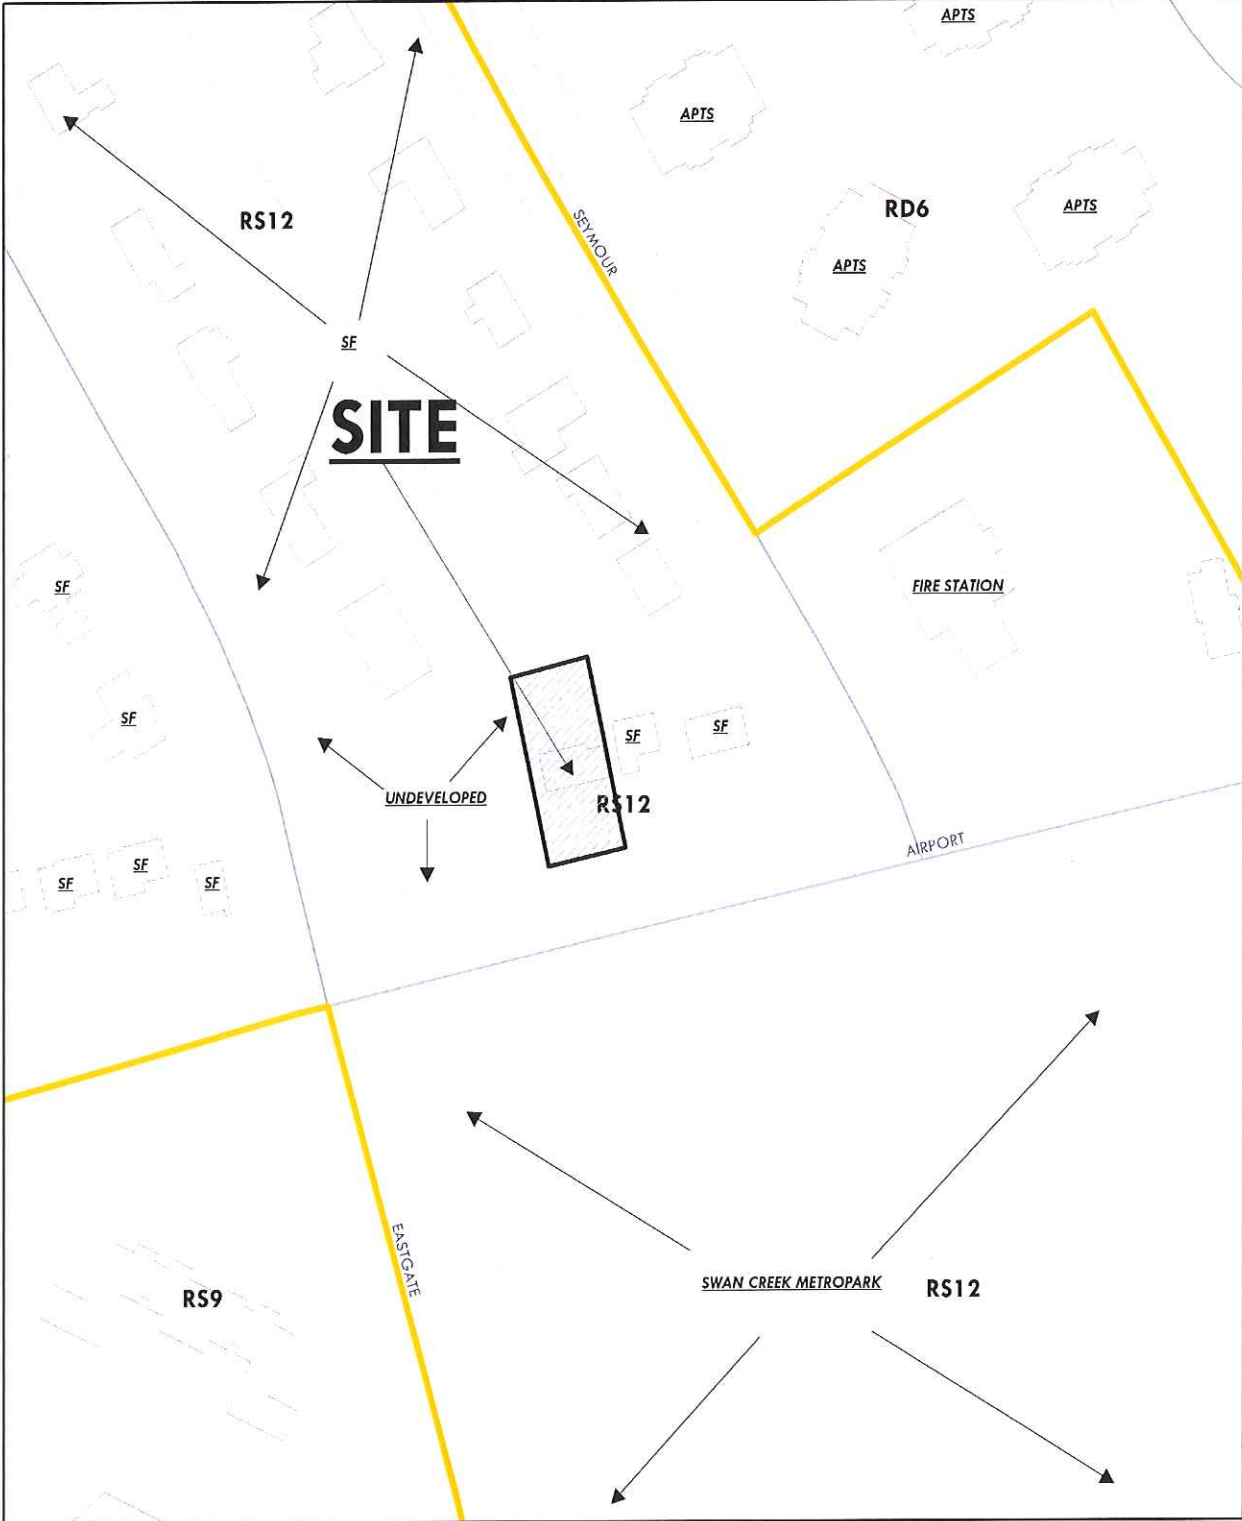 APTS
APTS
APTS
RD6
RS12
SEYMOUR
APTS
SF
SITE
SF
FIRE STATION
SF
SF
SF
UNDEVELOPED
RS12
AIRPORT
SF
SF
SF
EASTGATE
SWAN CREEK METROPARK
RS12
RS9